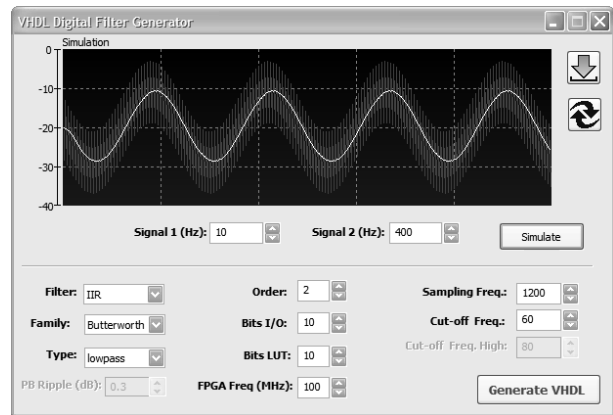 VHDL Digital Filter Generator
Simulation
0
-10
-20
-30
-40
Signal 1 (Hz): 10 Signal 2 (Hz): 400 Simulate
Filter: IIR Order: 2 Sampling Freq.: 1200
Family: Butterworth Bits I/O: 10 Cut-off Freq.: 60
Type: lowpass Bits LUT: 10 Cut-off Freq. High: 80
PB Ripple (dB): 0.3 FPGA Freq (MHz): 100 Generate VHDL